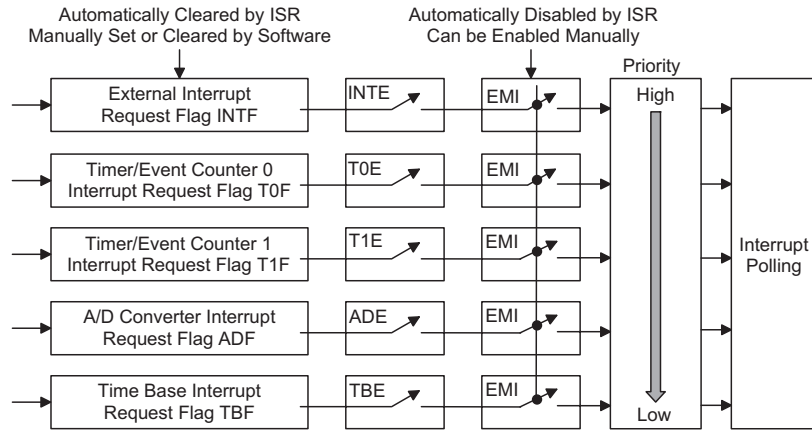 Automatically Cleared by ISR
Manually Set or Cleared by Software
Automatically Disabled by ISR
Can be Enabled Manually
Priority
External Interrupt
Request Flag INTF
INTE
EMI
High
Timer/Event Counter 0
Interrupt Request Flag T0F
T0E
EMI
Timer/Event Counter 1
Interrupt Request Flag T1F
T1E
EMI
Interrupt
Polling
A/D Converter Interrupt
Request Flag ADF
ADE
EMI
Time Base Interrupt
Request Flag TBF
TBE
EMI
Low